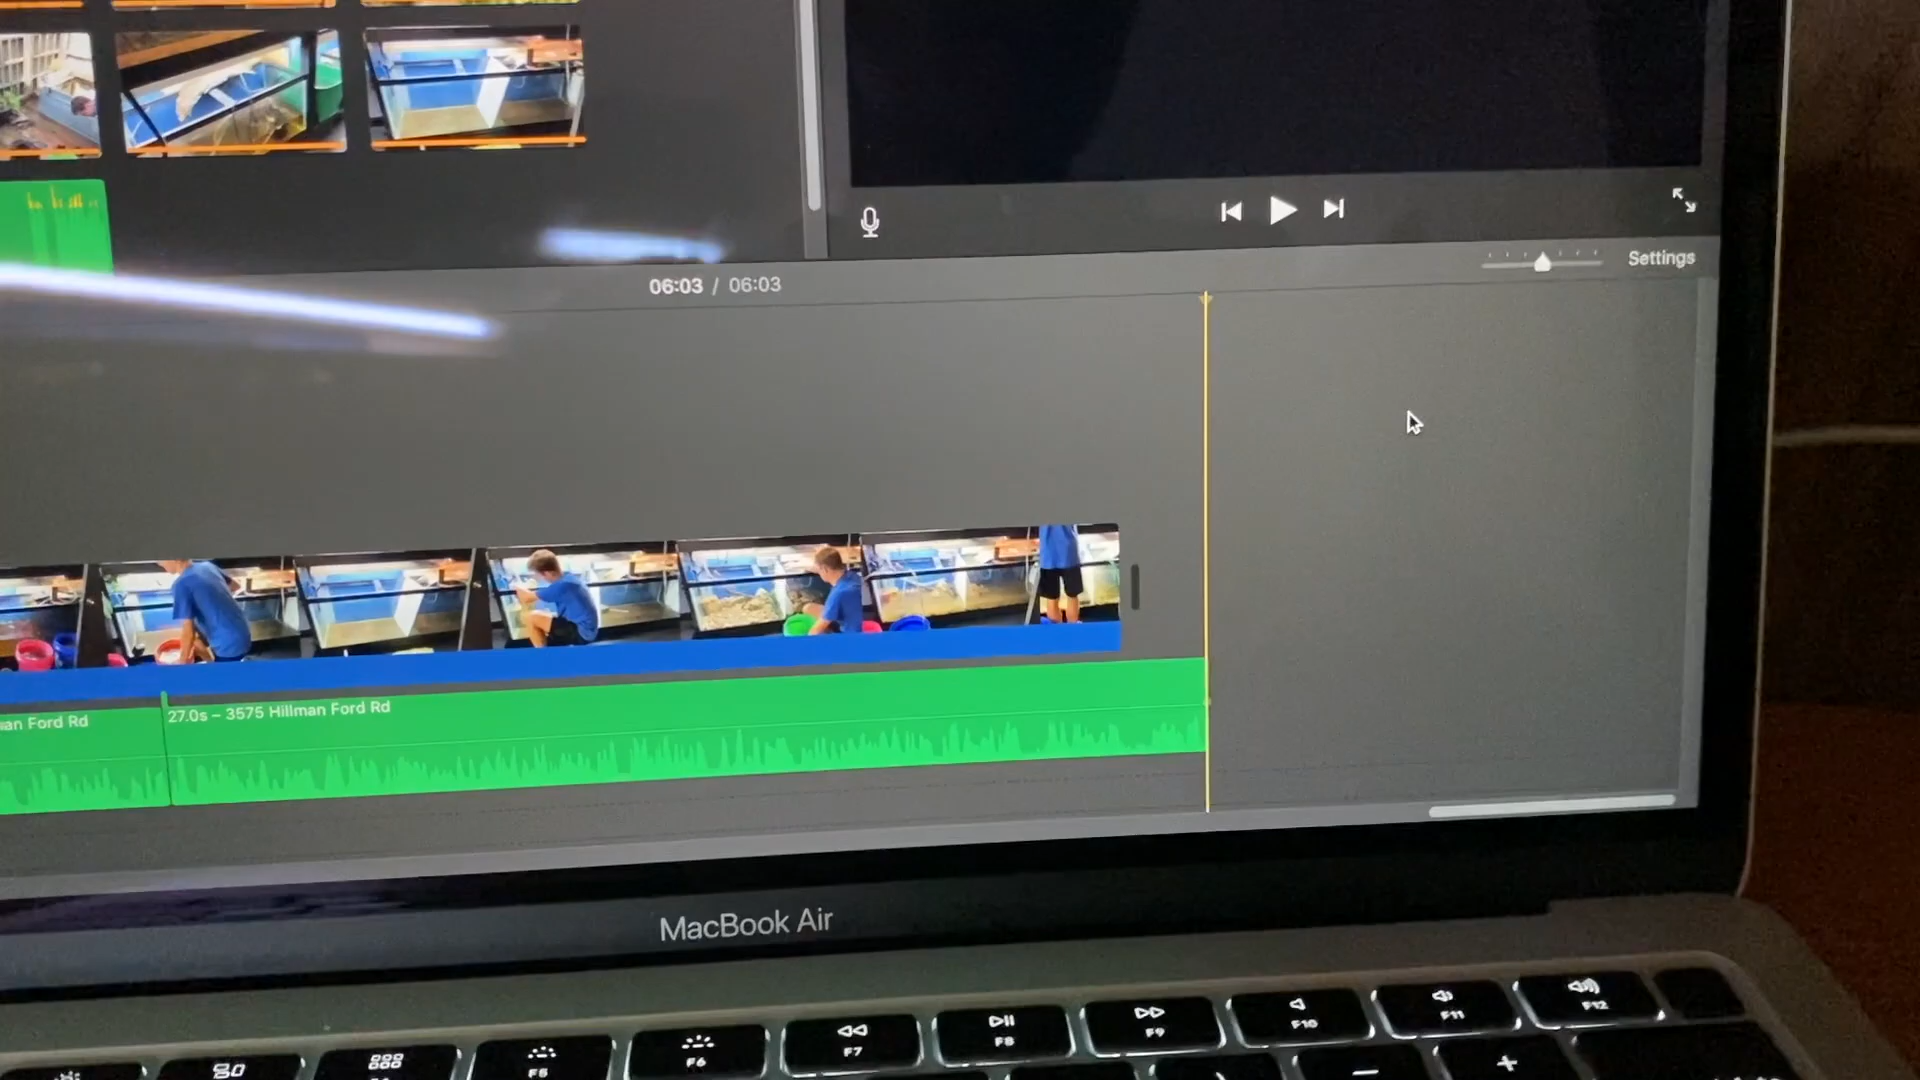 Settings
06:03 / 06:03
an Ford Rd
27.0s – 3575 Hillman Ford Rd
MacBook Air
F5
F6
F7
F8
F9
F10
F11
F12